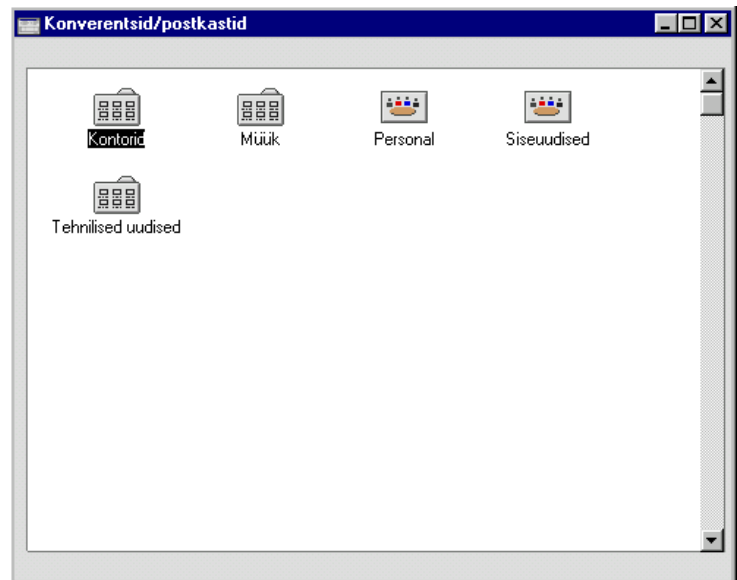 Konverentsid/postkastid
Kontorid Müük Personal Siseuudised
Tehnilised uudised